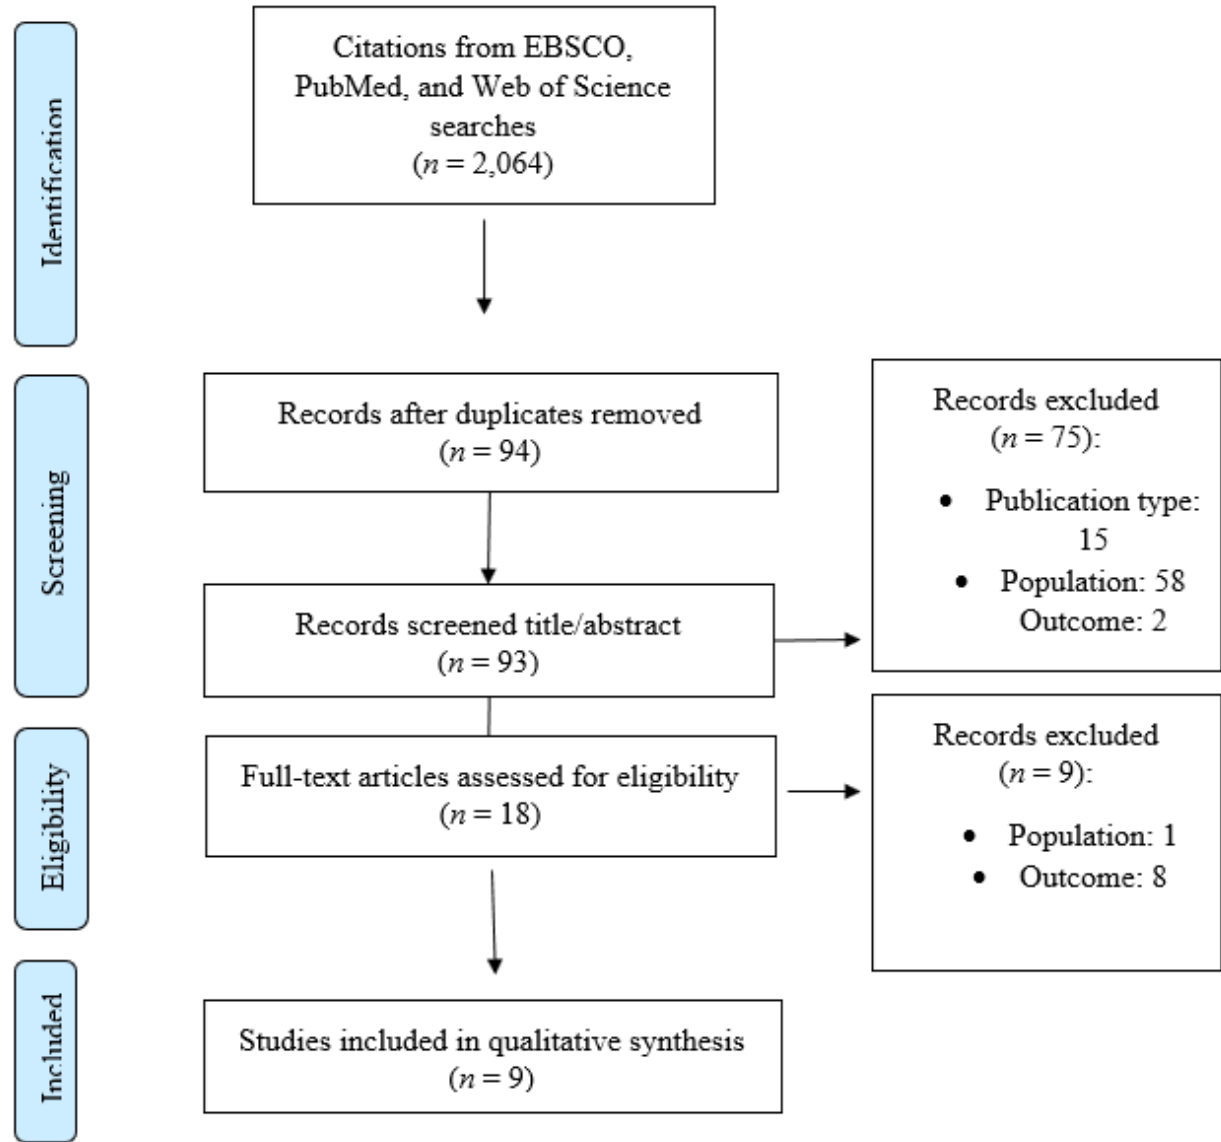 Identification
Citations from EBSCO,
PubMed, and Web of Science
searches
(n = 2,064)
Screening
Records after duplicates removed
(n = 94)
Records excluded
(n = 75):
• Publication type:
15
• Population: 58
Outcome: 2
Records screened title/abstract
(n = 93)
Eligibility
Full-text articles assessed for eligibility
(n = 18)
Records excluded
(n = 9):
• Population: 1
• Outcome: 8
Included
Studies included in qualitative synthesis
(n = 9)